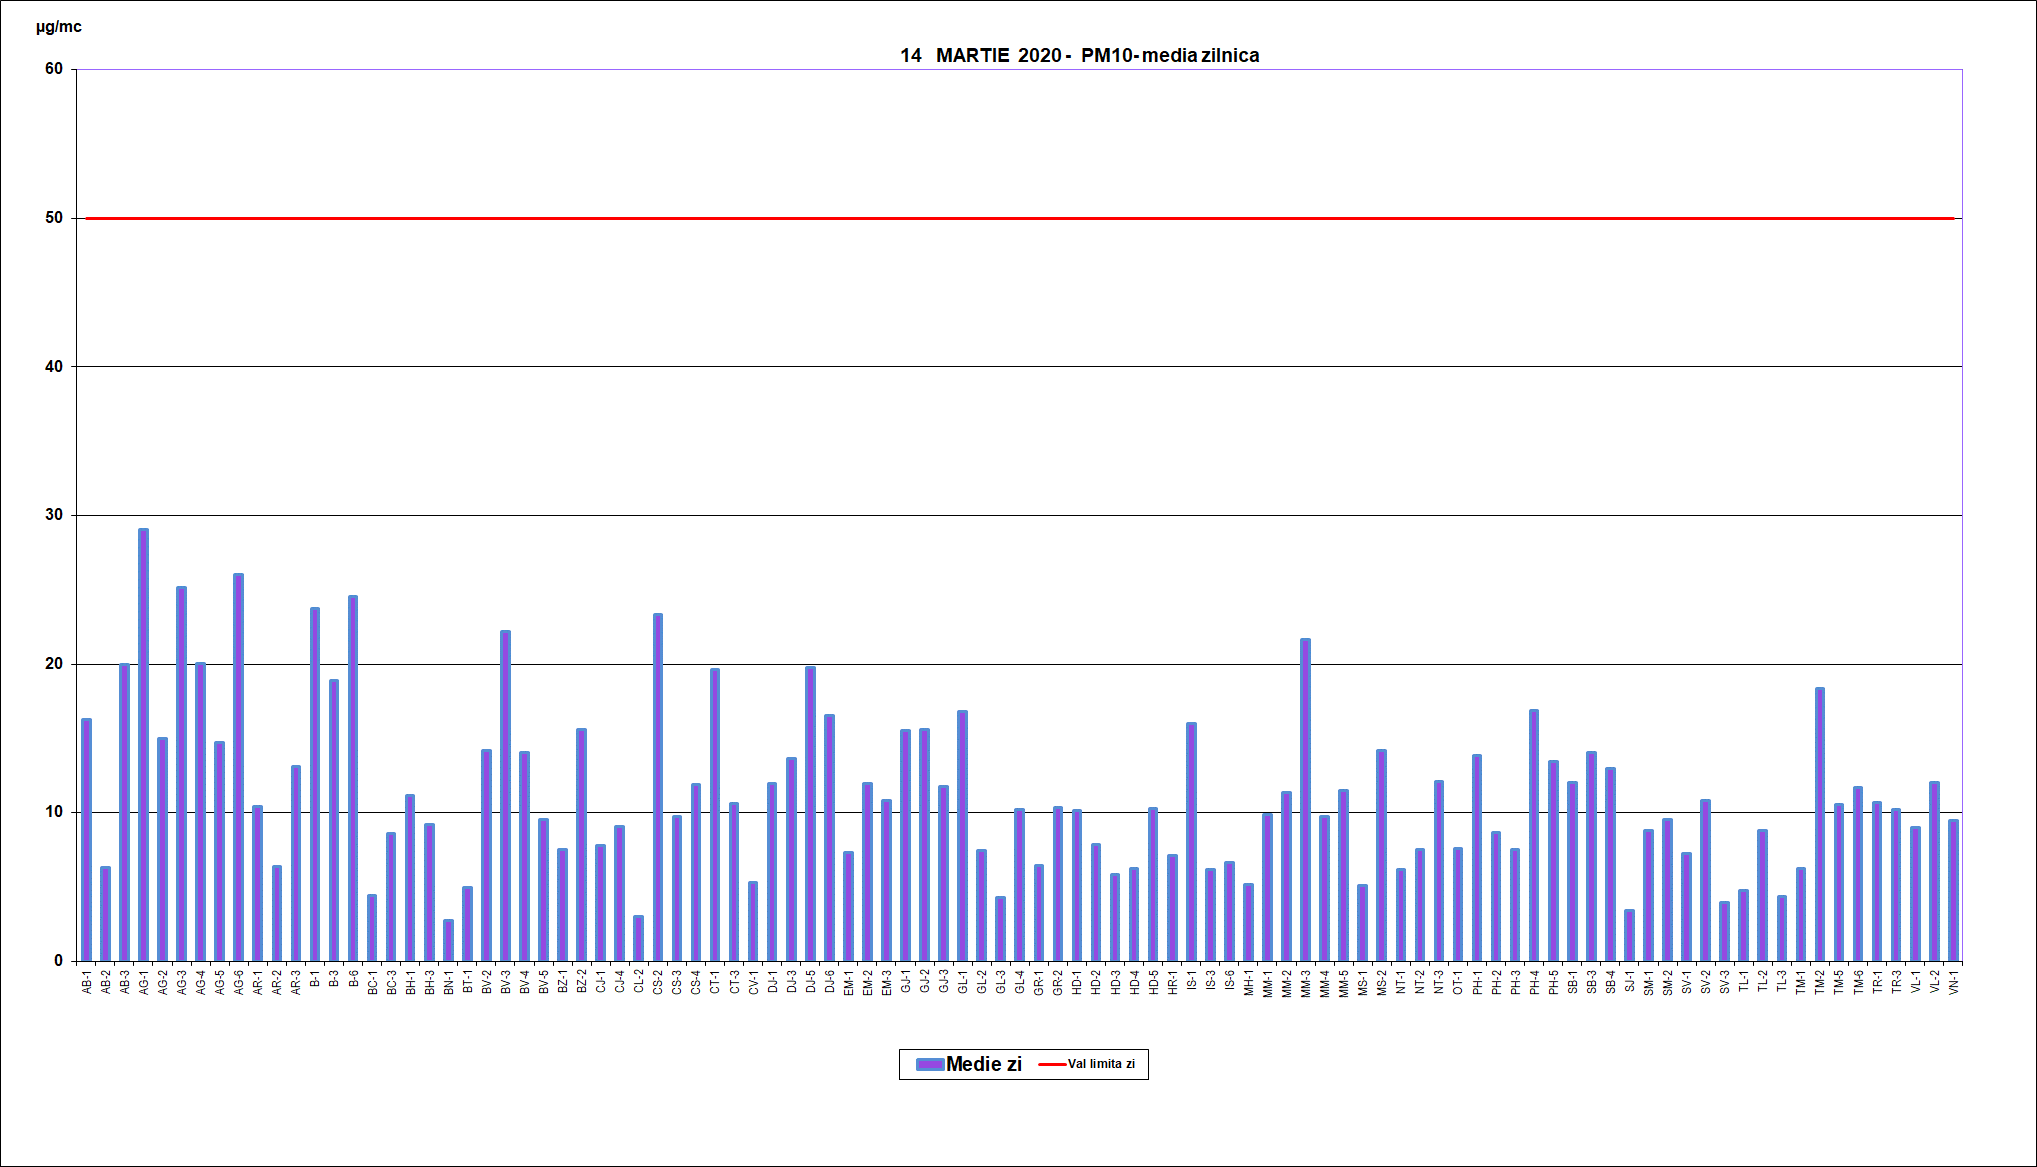 µg/mc
14 MARTIE 2020 - PM10- media zilnica
60
50
40
30
20
10
0
AB-1 AB-2 AB-3 AG-1 AG-2 AG-3 AG-4 AG-5 AG-6 AR-1 AR-2 AR-3 B-1 B-3 B-6 BC-1 BC-3 BH-1 BH-3 BN-1 BT-1 BV-2 BV-3 BV-4 BV-5 BZ-1 BZ-2 CJ-1 CJ-4 CL-2 CS-2 CS-3 CS-4 CT-1 CT-3 CV-1 DJ-1 DJ-3 DJ-5 DJ-6 EM-1 EM-2 EM-3 GJ-1 GJ-2 GJ-3 GL-1 GL-2 GL-3 GL-4 GR-1 GR-2 HD-1 HD-2 HD-3 HD-4 HD-5 HR-1 IS-1 IS-3 IS-6 MH-1 MM-1 MM-2 MM-3 MM-4 MM-5 MS-1 MS-2 NT-1 NT-2 NT-3 OT-1 PH-1 PH-2 PH-3 PH-4 PH-5 SB-1 SB-3 SB-4 SJ-1 SM-1 SM-2 SV-1 SV-2 SV-3 TL-1 TL-2 TL-3 TM-1 TM-2 TM-5 TM-6 TR-1 TR-3 VL-1 VL-2 VN-1
Medie zi Val limita zi